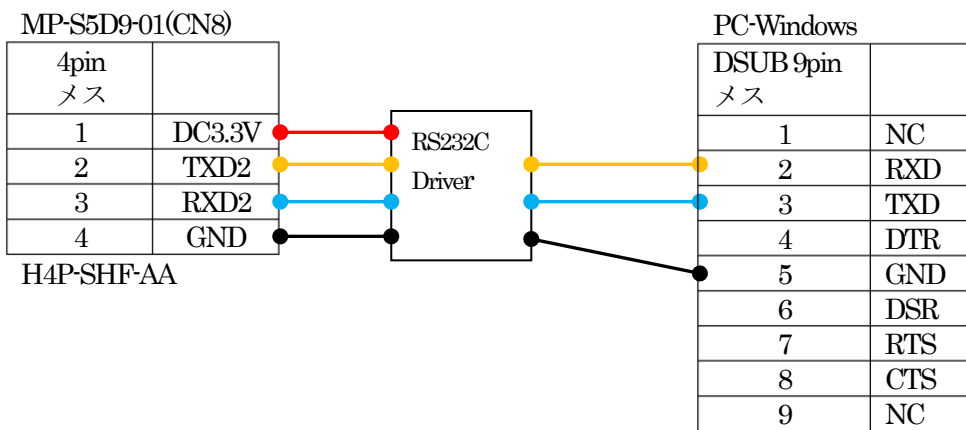 MP-S5D9-01(CN8)
4pin
メス
1 DC3.3V
2 TXD2
3 RXD2
4 GND
H4P-SHF-AA
RS232C
Driver
PC-Windows
DSUB 9pin
メス
1 NC
2 RXD
3 TXD
4 DTR
5 GND
6 DSR
7 RTS
8 CTS
9 NC